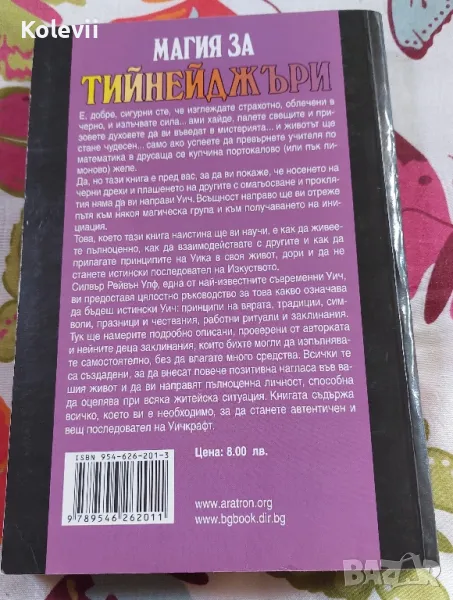 Kolevii
МАГИЯ ЗА
ТИЙНЕЙДЖЪРИ
Е, добре, сигурни сте, че изглеждате страхотно, облечени в
черно, и излъчвате сила... ами хайде, палете свещите и при-
зовете духовете да ви въведат в мистерията... и животът ще
стане чудесен... само ако успеете да превърнете учителя по
математика в друсаща се купчина портокалово (или пък ли-
моново) желе.
Да, но тази книга е пред вас, за да ви покаже, че носенето на
черни дрехи и плашенето на другите с омагьосване и прокля-
тия няма да ви направи Уич. Всъщност направо ще ви отреже
пътя към някоя магическа група и към получаването на ини-
циация.
Това, което тази книга наистина ще ви научи, е как да живее-
те пълноценно, как да взаимодействате с другите и как да
прилагате принципите на Уика в своя живот, дори и да не
станете истински последовател на Изкуството.
Силвър Рейвън Улф, една от най-известните съвременни Уич,
ви предоставя цялостно ръководство за това какво означава
да бъдеш истински Уич: принципи на вярата, традиции, сим-
воли, празници и чествания, работни ритуали и заклинания.
Тук ще намерите подробно описани, проверени от авторката
и нейните деца заклинания, които бихте могли да изпълнява-
те самостоятелно, без да влагате много средства. Всички те
са създадени, за да внесат повече позитивна нагласа във ва-
шия живот и да ви направят пълноценна личност, способна
да оцелява при всяка житейска ситуация. Книгата съдържа
всичко, което ви е необходимо, за да станете автентичен и
вещ последовател на Уичкрафт.
ISBN 954-626-201-3
9 789546 262011
Цена: 8.00 лв.
www.aratron.org
www.bgbook.dir.bg
BAZAR